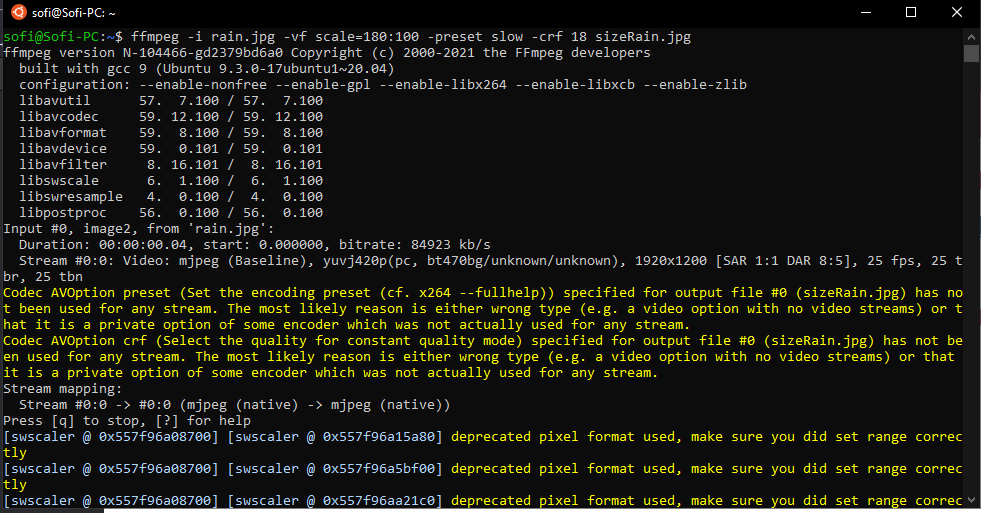 sofi@Sofi-PC: ~
sofi@Sofi-PC:~$ ffmpeg -i rain.jpg -vf scale=180:100 -preset slow -crf 18 sizeRain.jpg
ffmpeg version N-104466-gd2379bd6a0 Copyright (c) 2000-2021 the FFmpeg developers
  built with gcc 9 (Ubuntu 9.3.0-17ubuntu1~20.04)
  configuration: --enable-nonfree --enable-gpl --enable-libx264 --enable-libxcb --enable-zlib
  libavutil      57.  7.100 / 57.  7.100
  libavcodec     59. 12.100 / 59. 12.100
  libavformat    59.  8.100 / 59.  8.100
  libavdevice    59.  0.101 / 59.  0.101
  libavfilter     8. 16.101 /  8. 16.101
  libswscale      6.  1.100 /  6.  1.100
  libswresample   4.  0.100 /  4.  0.100
  libpostproc    56.  0.100 / 56.  0.100
Input #0, image2, from 'rain.jpg':
  Duration: 00:00:00.04, start: 0.000000, bitrate: 84923 kb/s
  Stream #0:0: Video: mjpeg (Baseline), yuvj420p(pc, bt470bg/unknown/unknown), 1920x1200 [SAR 1:1 DAR 8:5], 25 fps, 25 t
br, 25 tbn
Codec AVOption preset (Set the encoding preset (cf. x264 --fullhelp)) specified for output file #0 (sizeRain.jpg) has no
t been used for any stream. The most likely reason is either wrong type (e.g. a video option with no video streams) or t
hat it is a private option of some encoder which was not actually used for any stream.
Codec AVOption crf (Select the quality for constant quality mode) specified for output file #0 (sizeRain.jpg) has not be
en used for any stream. The most likely reason is either wrong type (e.g. a video option with no video streams) or that
it is a private option of some encoder which was not actually used for any stream.
Stream mapping:
  Stream #0:0 -> #0:0 (mjpeg (native) -> mjpeg (native))
Press [q] to stop, [?] for help
[swscaler @ 0x557f96a08700] [swscaler @ 0x557f96a15a80] deprecated pixel format used, make sure you did set range correc
tly
[swscaler @ 0x557f96a08700] [swscaler @ 0x557f96a5bf00] deprecated pixel format used, make sure you did set range correc
tly
[swscaler @ 0x557f96a08700] [swscaler @ 0x557f96aa21c0] deprecated pixel format used, make sure you did set range correc